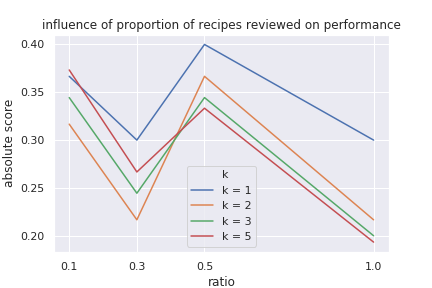 influence of proportion of recipes reviewed on performance
absolute score
0.40
0.35
0.30
0.25
0.20
k
k = 1
k = 2
k = 3
k = 5
0.1 0.3 0.5 1.0
ratio